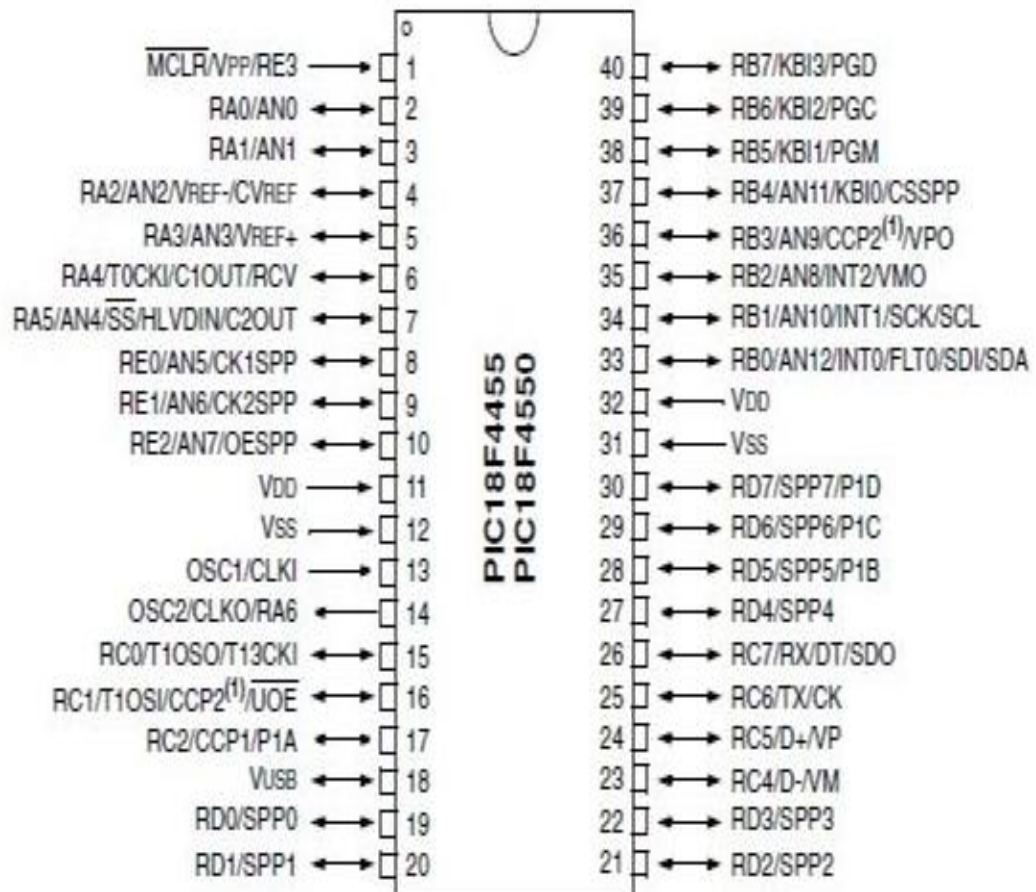 MCLR/VPP/RE3 1 40 RB7/KBI3/PGD
RA0/AN0 2 39 RB6/KBI2/PGC
RA1/AN1 3 38 RB5/KBI1/PGM
RA2/AN2/VREF-/CVREF 4 37 RB4/AN11/KBI0/CSSPP
RA3/AN3/VREF+ 5 36 RB3/AN9/CCP2(1)/VPO
RA4/T0CKI/C1OUT/RCV 6 35 RB2/AN8/INT2/VMO
RA5/AN4/SS/HLVDIN/C2OUT 7 34 RB1/AN10/INT1/SCK/SCL
RE0/AN5/CK1SPP 8 33 RB0/AN12/INT0/FLT0/SDI/SDA
RE1/AN6/CK2SPP 9 32 VDD
RE2/AN7/OESPP 10 31 VSS
VDD 11 30 RD7/SPP7/P1D
VSS 12 29 RD6/SPP6/P1C
OSC1/CLKI 13 28 RD5/SPP5/P1B
OSC2/CLKO/RA6 14 27 RD4/SPP4
RC0/T1OSO/T13CKI 15 26 RC7/RX/DT/SDO
RC1/T1OSI/CCP2(1)/UOE 16 25 RC6/TX/CK
RC2/CCP1/P1A 17 24 RC5/D+/VP
VUSB 18 23 RC4/D-/VM
RD0/SPP0 19 22 RD3/SPP3
RD1/SPP1 20 21 RD2/SPP2
PIC18F4455
PIC18F4550